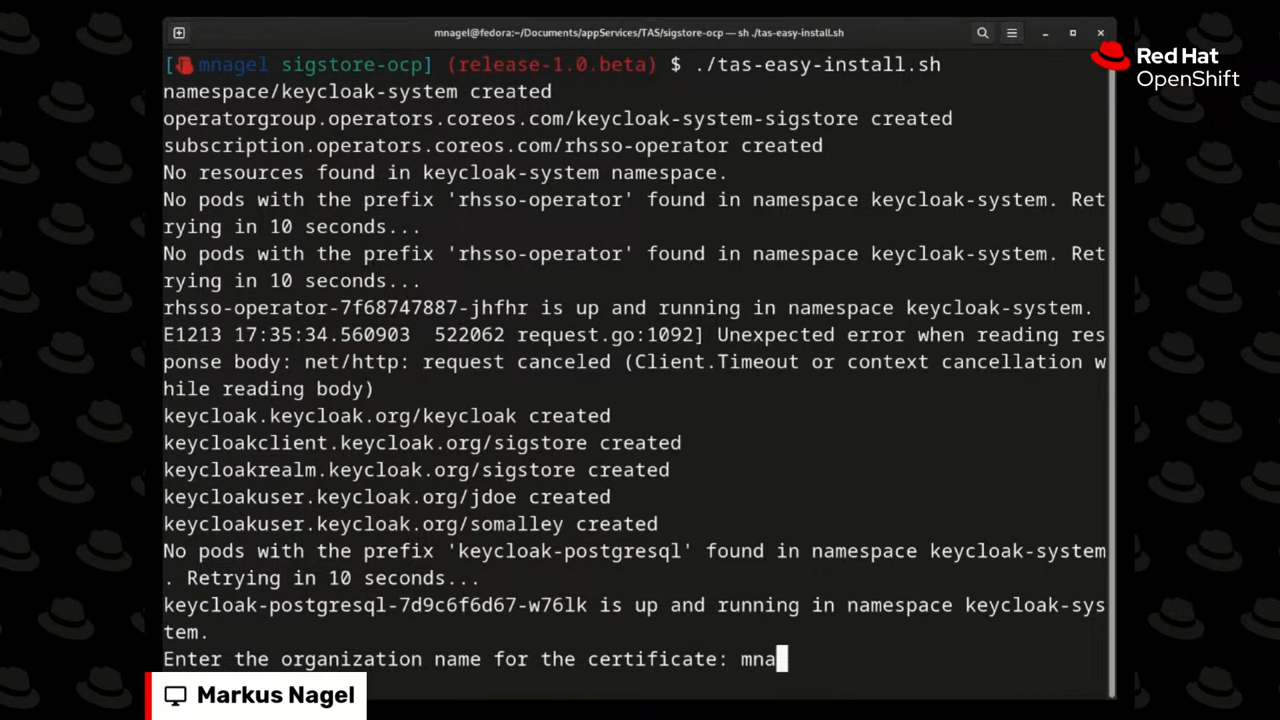 mnagel@fedora:~/Documents/appServices/TAS/sigstore-ocp — sh ./tas-easy-install.sh
Red Hat
OpenShift
[ mnagel sigstore-ocp] (release-1.0.beta) $ ./tas-easy-install.sh
namespace/keycloak-system created
operatorgroup.operators.coreos.com/keycloak-system-sigstore created
subscription.operators.coreos.com/rhsso-operator created
No resources found in keycloak-system namespace.
No pods with the prefix 'rhsso-operator' found in namespace keycloak-system. Ret
rying in 10 seconds...
No pods with the prefix 'rhsso-operator' found in namespace keycloak-system. Ret
rying in 10 seconds...
rhsso-operator-7f68747887-jhfhr is up and running in namespace keycloak-system.
E1213 17:35:34.560903  522062 request.go:1092] Unexpected error when reading res
ponse body: net/http: request canceled (Client.Timeout or context cancellation w
hile reading body)
keycloak.keycloak.org/keycloak created
keycloakclient.keycloak.org/sigstore created
keycloakrealm.keycloak.org/sigstore created
keycloakuser.keycloak.org/jdoe created
keycloakuser.keycloak.org/somalley created
No pods with the prefix 'keycloak-postgresql' found in namespace keycloak-system
. Retrying in 10 seconds...
keycloak-postgresql-7d9c6f6d67-w76lk is up and running in namespace keycloak-sys
tem.
Enter the organization name for the certificate: mna
Markus Nagel